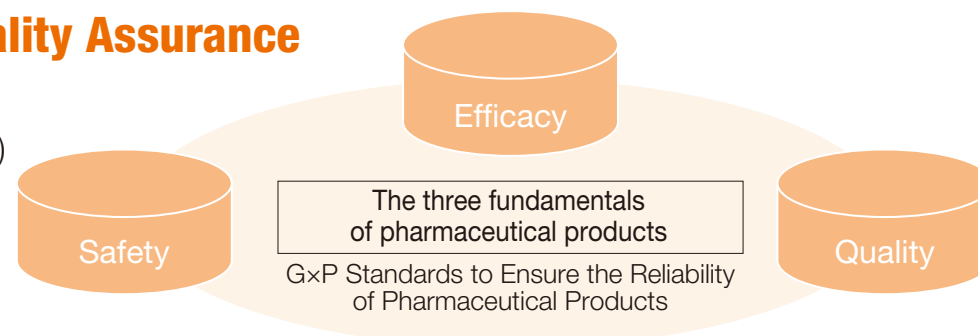 ality Assurance
Efficacy
)
Safety
The three fundamentals
of pharmaceutical products
Quality
G×P Standards to Ensure the Reliability
of Pharmaceutical Products